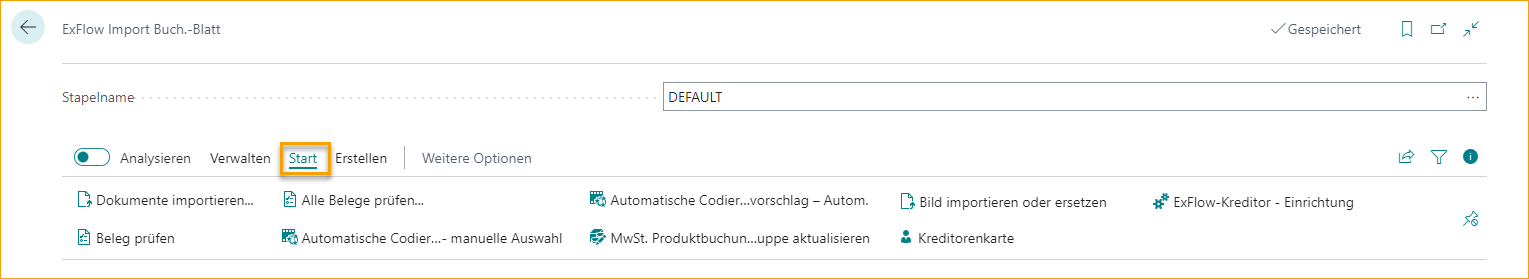 ExFlow Import Buch.-Blatt
Gespeichert
Stapelname
DEFAULT
Analysieren Verwalten Start Erstellen Weitere Optionen
Dokumente importieren... Alle Belege prüfen... Automatische Codier...vorschlag – Autom. Bild importieren oder ersetzen ExFlow-Kreditor - Einrichtung
Beleg prüfen Automatische Codier...- manuelle Auswahl MwSt. Produktbuchun...uppe aktualisieren Kreditorenkarte